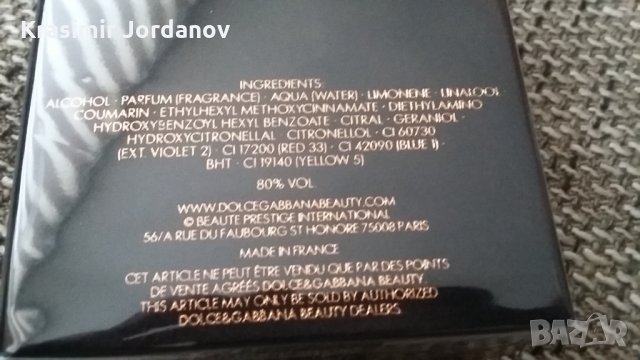 Krasimir Jordanov
INGREDIENTS:
ALCOHOL · PARFUM (FRAGRANCE) · AQUA (WATER) · LIMONENE · LINALOOL
COUMARIN · ETHYLHEXYL METHOXYCINNAMATE · DIETHYLAMINO
HYDROXYBENZOYL HEXYL BENZOATE · CITRAL · GERANIOL ·
HYDROXYCITRONELLAL · CITRONELLOL · CI 60730
(EXT. VIOLET 2) · CI 17200 (RED 33) · CI 42090 (BLUE 1) ·
BHT · CI 19140 (YELLOW 5)
80% VOL.
WWW.DOLCEGABBANABEAUTY.COM
© BEAUTE PRESTIGE INTERNATIONAL
56/A RUE DU FAUBOURG ST HONORE 75008 PARIS
MADE IN FRANCE
CET ARTICLE NE PEUT ÊTRE VENDU QUE PAR DES POINTS
DE VENTE AGRÉÉS DOLCE&GABBANA BEAUTY.
THIS ARTICLE MAY ONLY BE SOLD BY AUTHORIZED
DOLCE&GABBANA BEAUTY DEALERS.
BAZAR